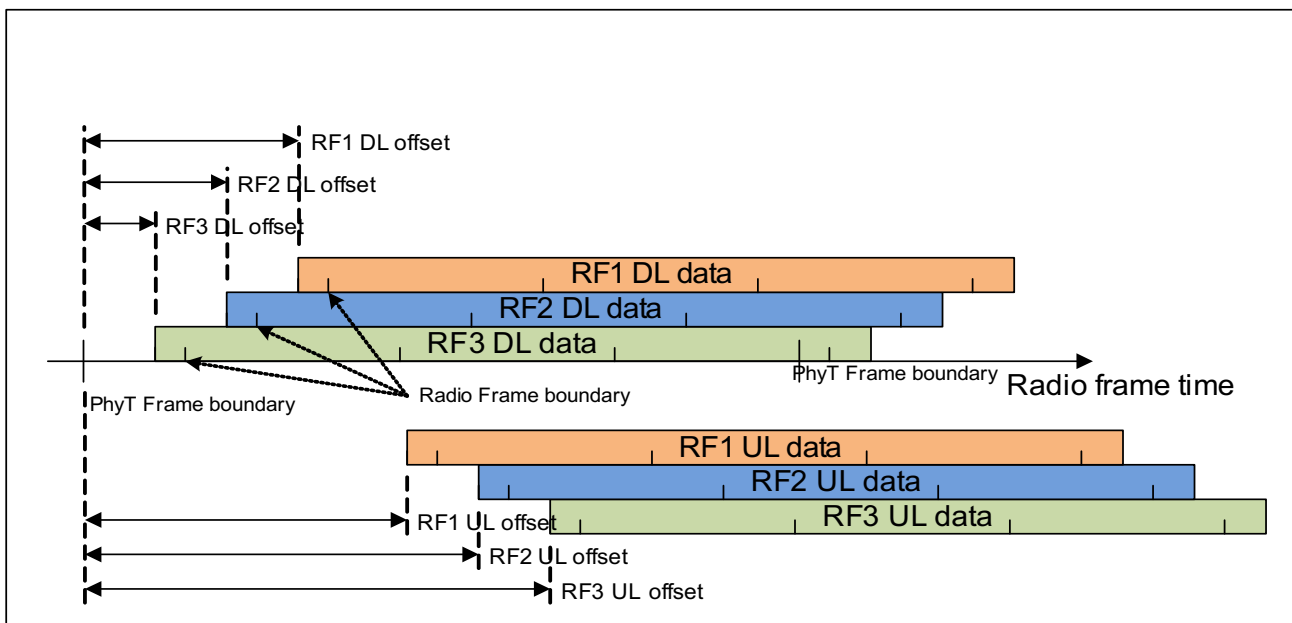 RF1 DL offset
RF2 DL offset
RF3 DL offset
RF1 DL data
RF2 DL data
RF3 DL data
PhyT Frame boundary
Radio frame time
PhyT Frame boundary
Radio Frame boundary
RF1 UL data
RF2 UL data
RF3 UL data
RF1 UL offset
RF2 UL offset
RF3 UL offset